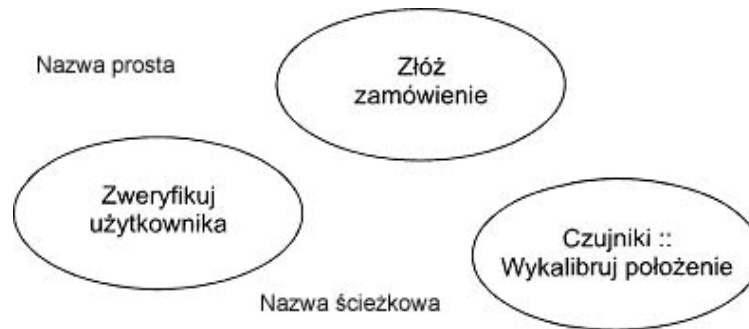 Nazwa prosta
Złóż
zamówienie
Zweryfikuj
użytkownika
Czujniki ::
Wykalibruj położenie
Nazwa ścieżkowa